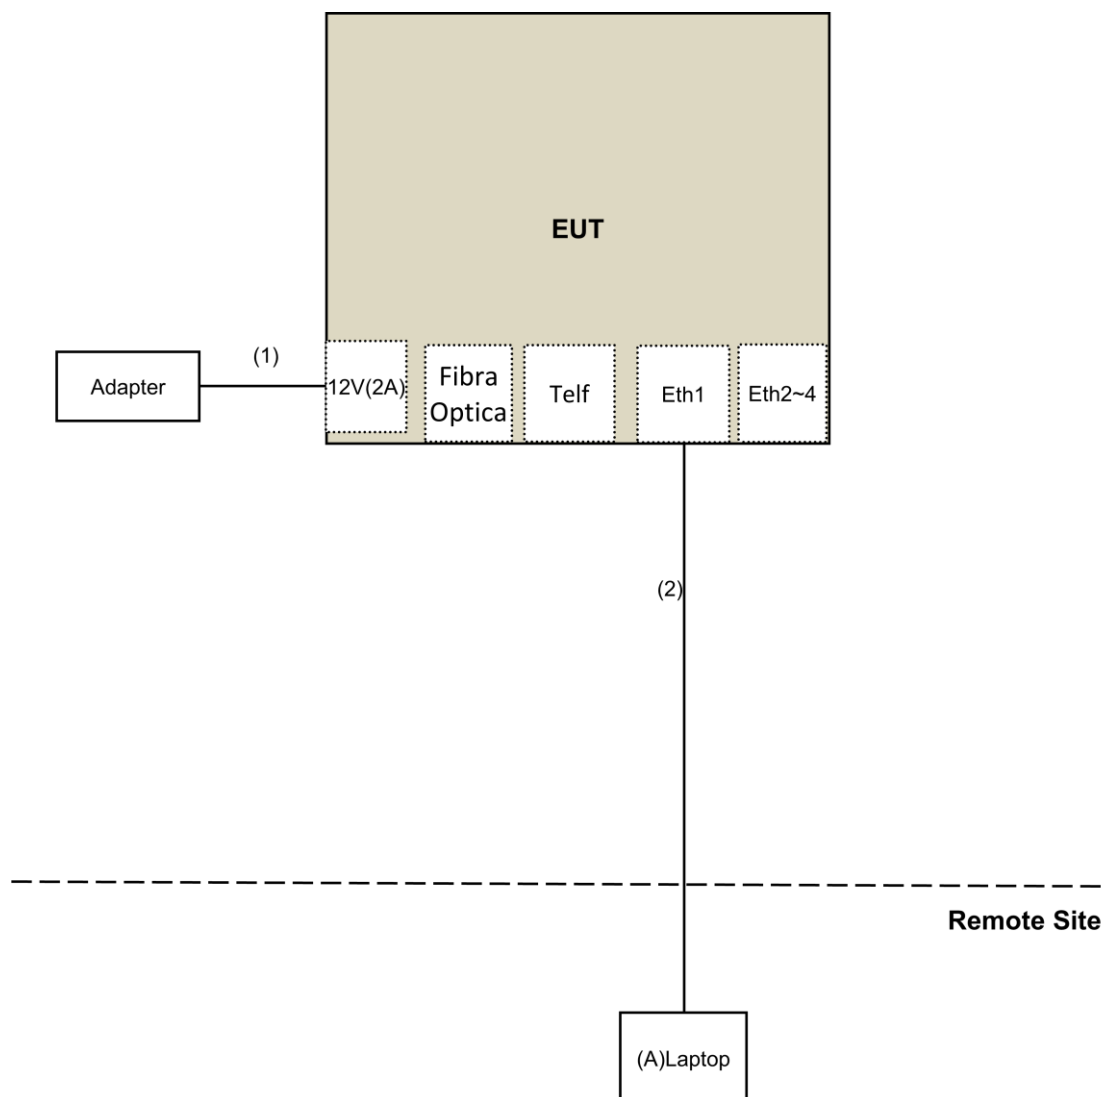 EUT
(1)
Adapter
12V(2A)
Fibra
Optica
Telf
Eth1
Eth2~4
(2)
Remote Site
(A)Laptop